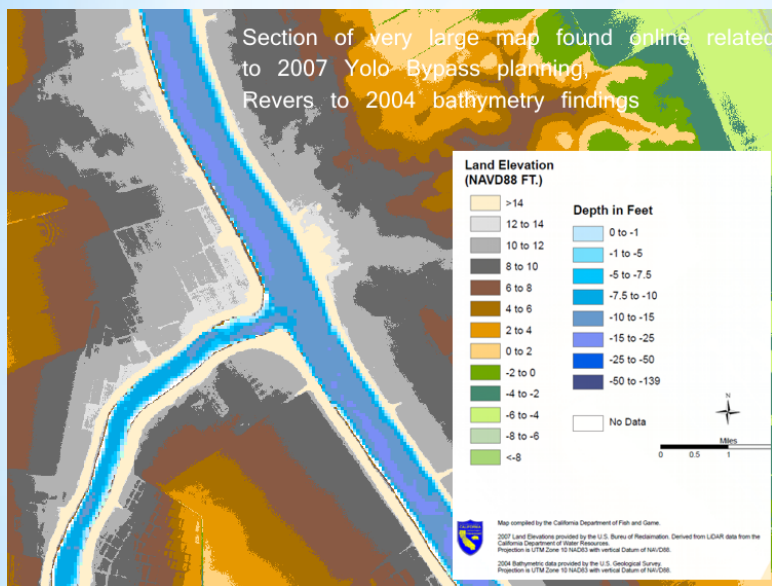 Section of very large map found online related
to 2007 Yolo Bypass planning,
Revers to 2004 bathymetry findings
Land Elevation
(NAVD88 FT.)
>14
12 to 14
10 to 12
8 to 10
6 to 8
4 to 6
2 to 4
0 to 2
-2 to 0
-4 to -2
-6 to -4
-8 to -6
<-8
Depth in Feet
0 to -1
-1 to -5
-5 to -7.5
-7.5 to -10
-10 to -15
-15 to -25
-25 to -50
-50 to -139
No Data
N
Miles
0 0.5 1
CALIFORNIA
Map compiled by the California Department of Fish and Game.
2007 Land Elevations provided by the U.S. Bureu of Reclaimation. Derived from LiDAR data from the
California Department of Water Resources.
Projection is UTM Zone 10 NAD83 with vertical Datum of NAVD88.
2004 Bathymetric data provided by the U.S. Geological Survey.
Projection is UTM Zone 10 NAD83 with vertical Datum of NAVD88.